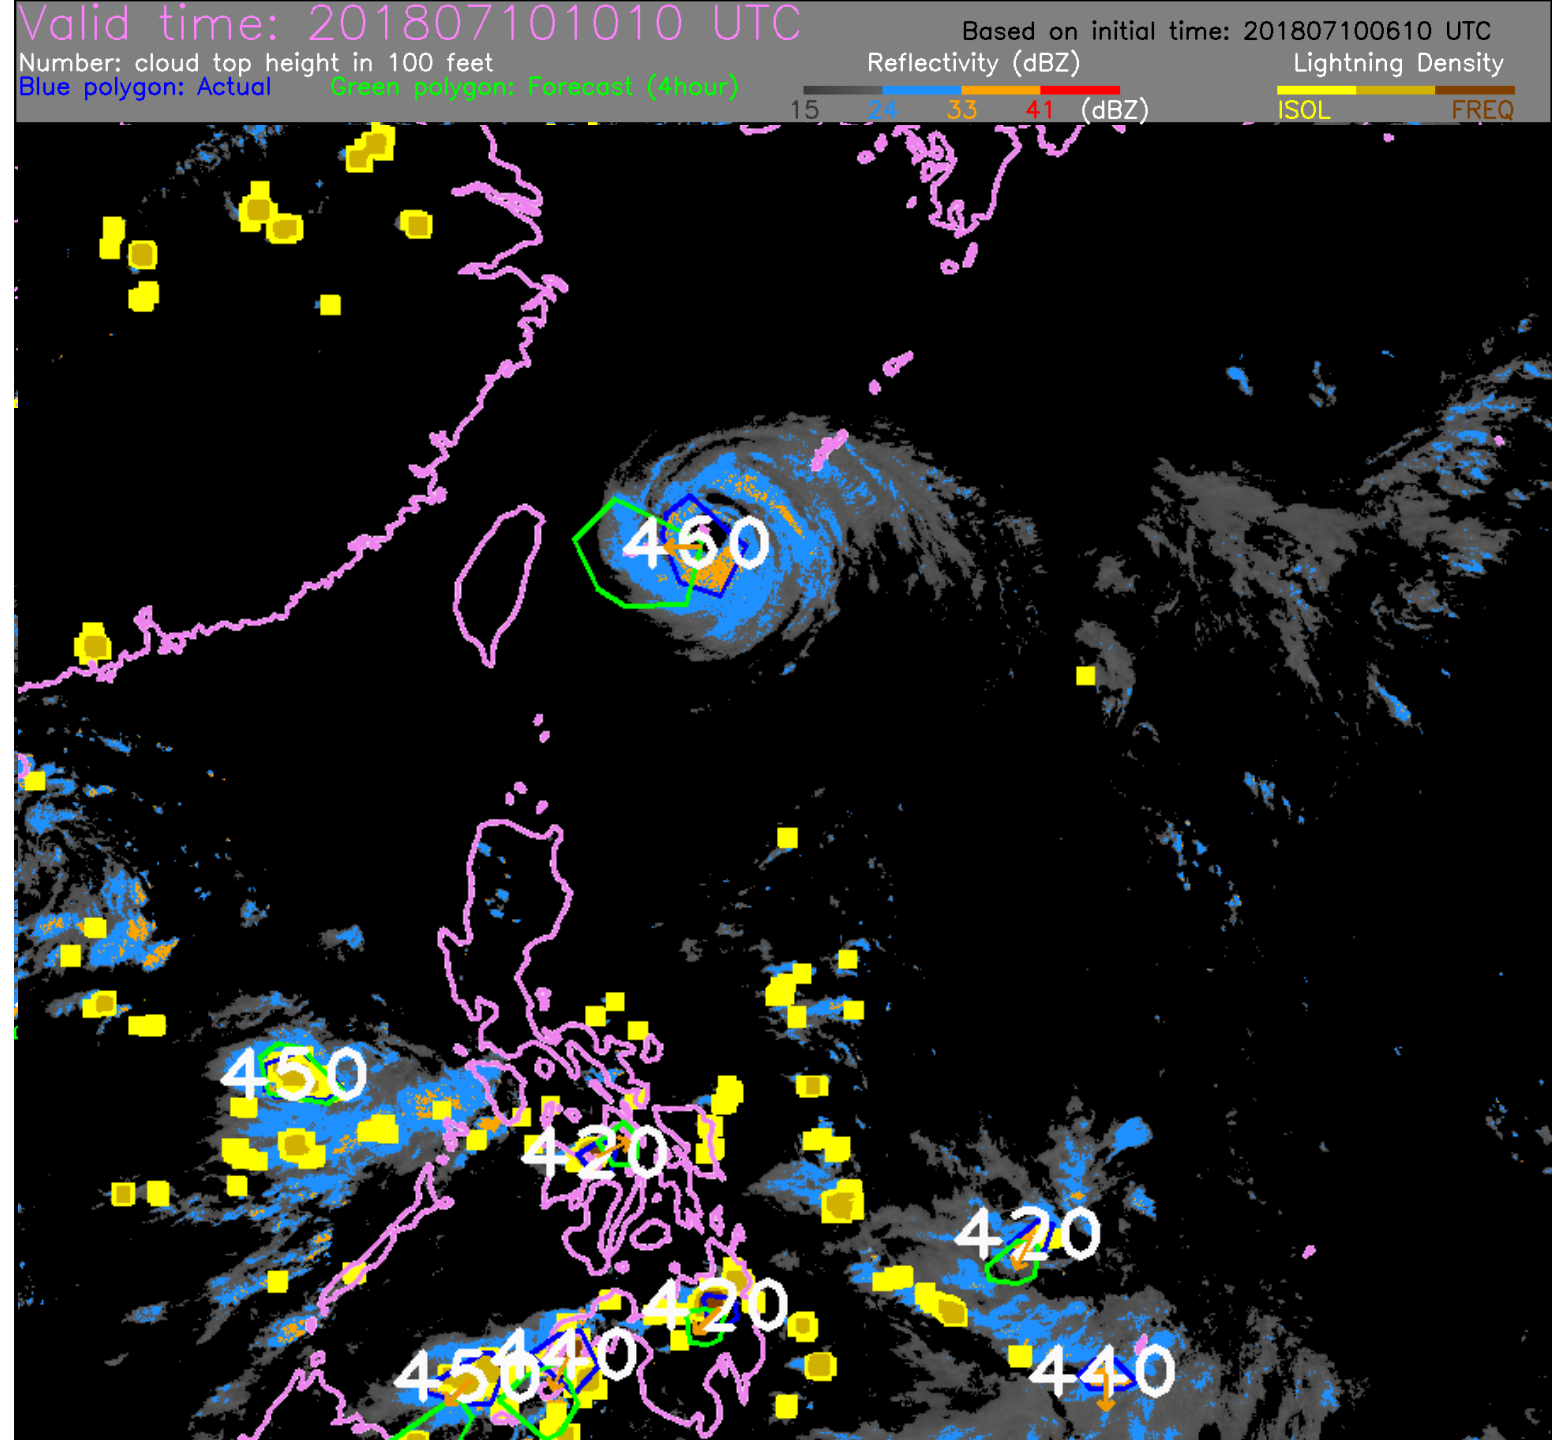 Valid time: 201807101010 UTC
Based on initial time: 201807100610 UTC
Number: cloud top height in 100 feet
Reflectivity (dBZ)
Lightning Density
Blue polygon: Actual
Green polygon: Forecast (4hour)
15 24 33 41 (dBZ)
ISOL FREQ
460
450
420
420
420
440
450
440